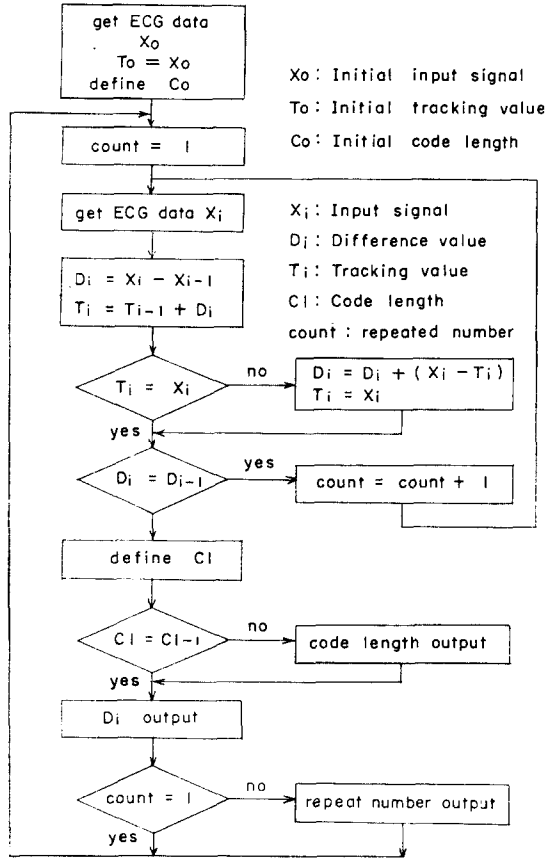 get ECG data
Xo
To = Xo
define Co
Xo: Initial input signal
To: Initial tracking value
Co: Initial code length
count = 1
get ECG data Xi
Xi: Input signal
Di: Difference value
Ti: Tracking value
Cl: Code length
count: repeated number
Di = Xi - Xi-1
Ti = Ti-1 + Di
Ti = Xi
no
Di = Di + (Xi - Ti)
Ti = Xi
yes
Di = Di-1
yes
count = count + 1
define Cl
Cl = Cl-1
no
code length output
yes
Di output
count = 1
no
repeat number output
yes